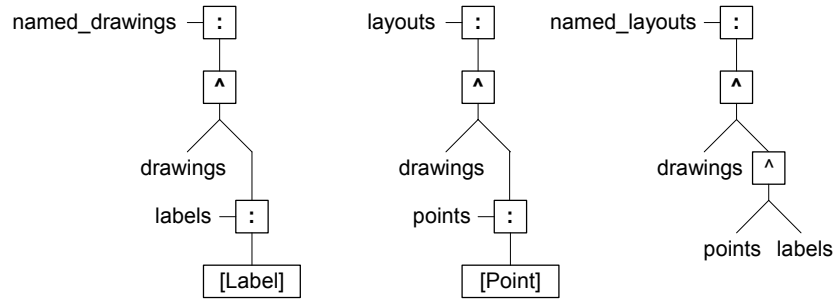 named_drawings :
^
drawings
labels :
[Label]
layouts :
^
drawings
points :
[Point]
named_layouts :
^
drawings ^
points labels